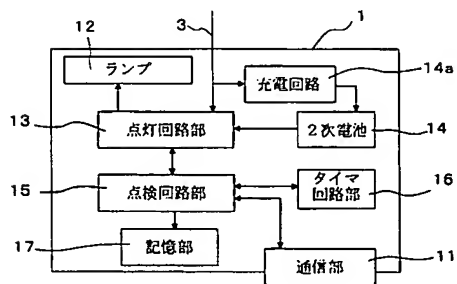 12
3
1
ランプ
充電回路
14a
13
点灯回路部
2次電池
14
15
点検回路部
タイマ
回路部
16
17
記憶部
通信部
11